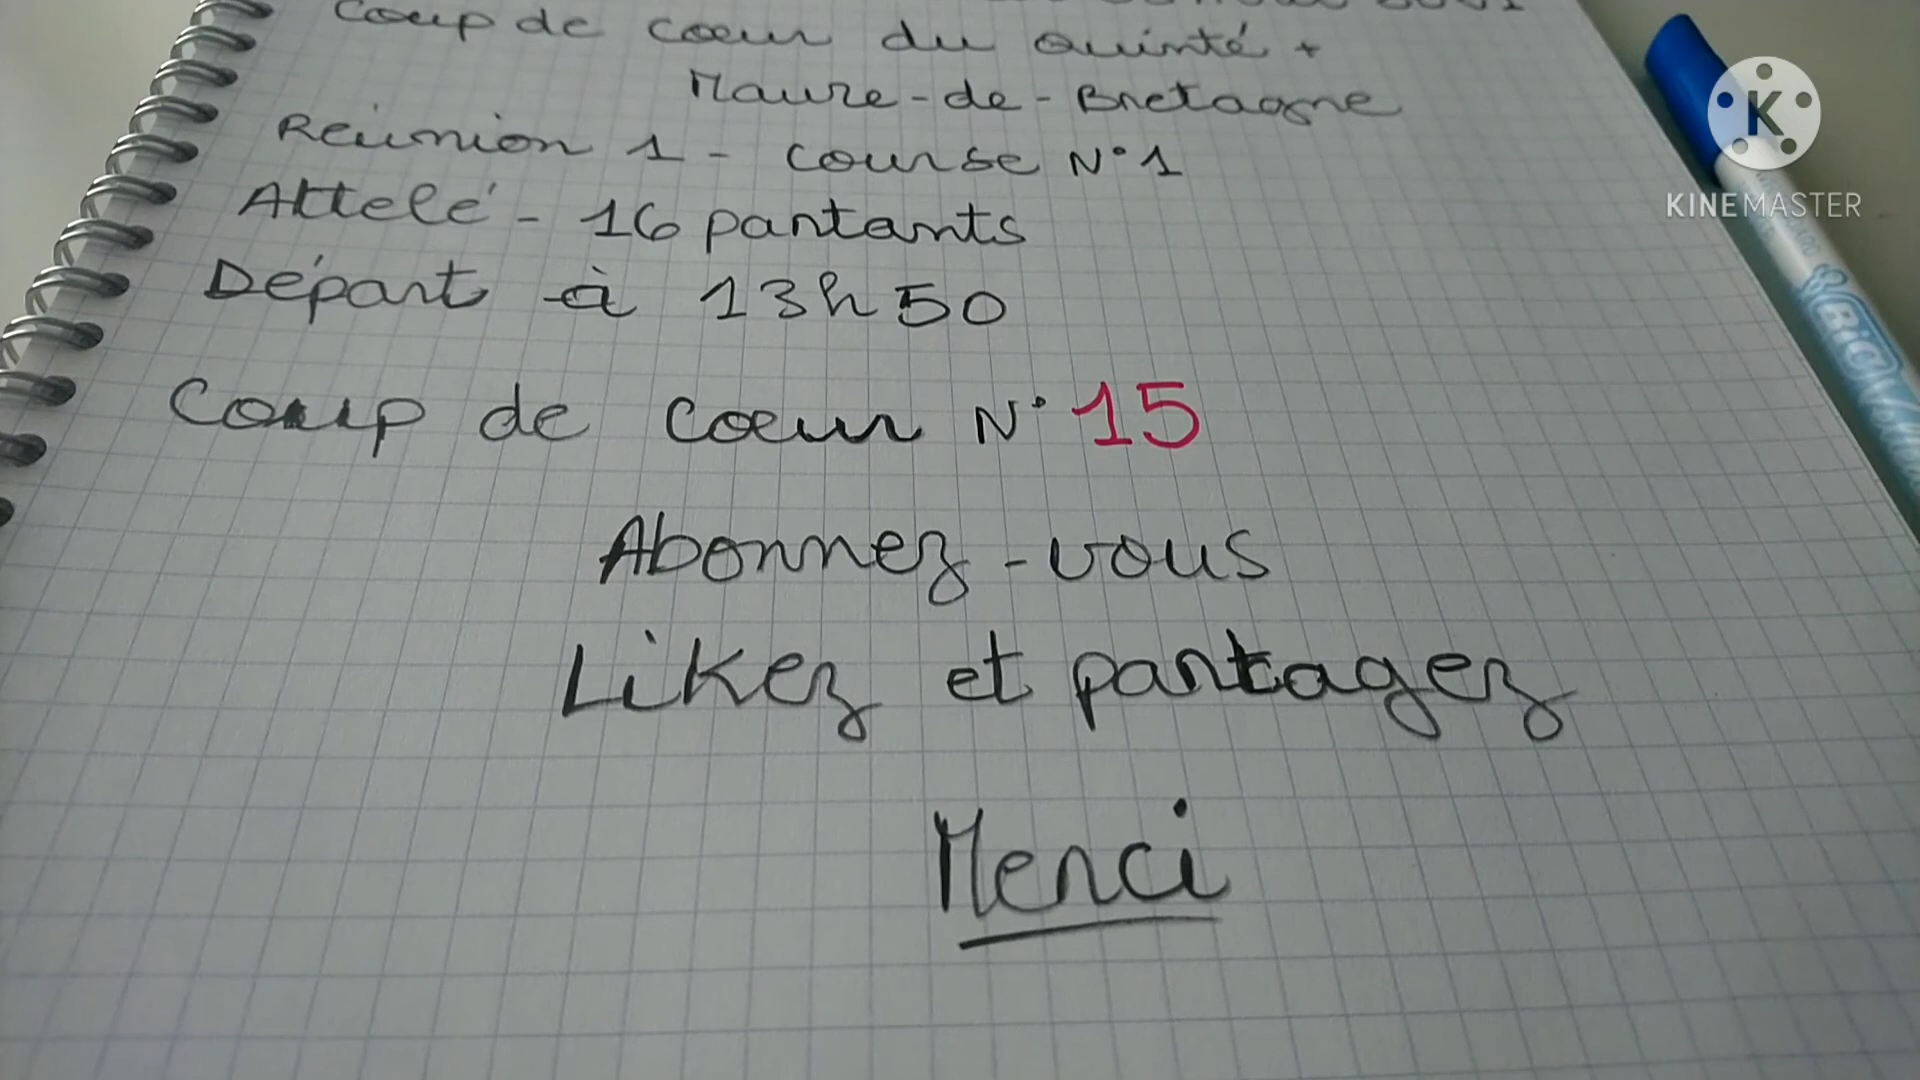 Coup de cœur du Quinté +
Maure-de-Bretagne
Réunion 1 - course N°1
Attelé - 16 partants
Départ à 13h50
Coup de cœur N° 15
Abonnez-vous
Likez et partagez
Merci
K
KINEMASTER
BIC